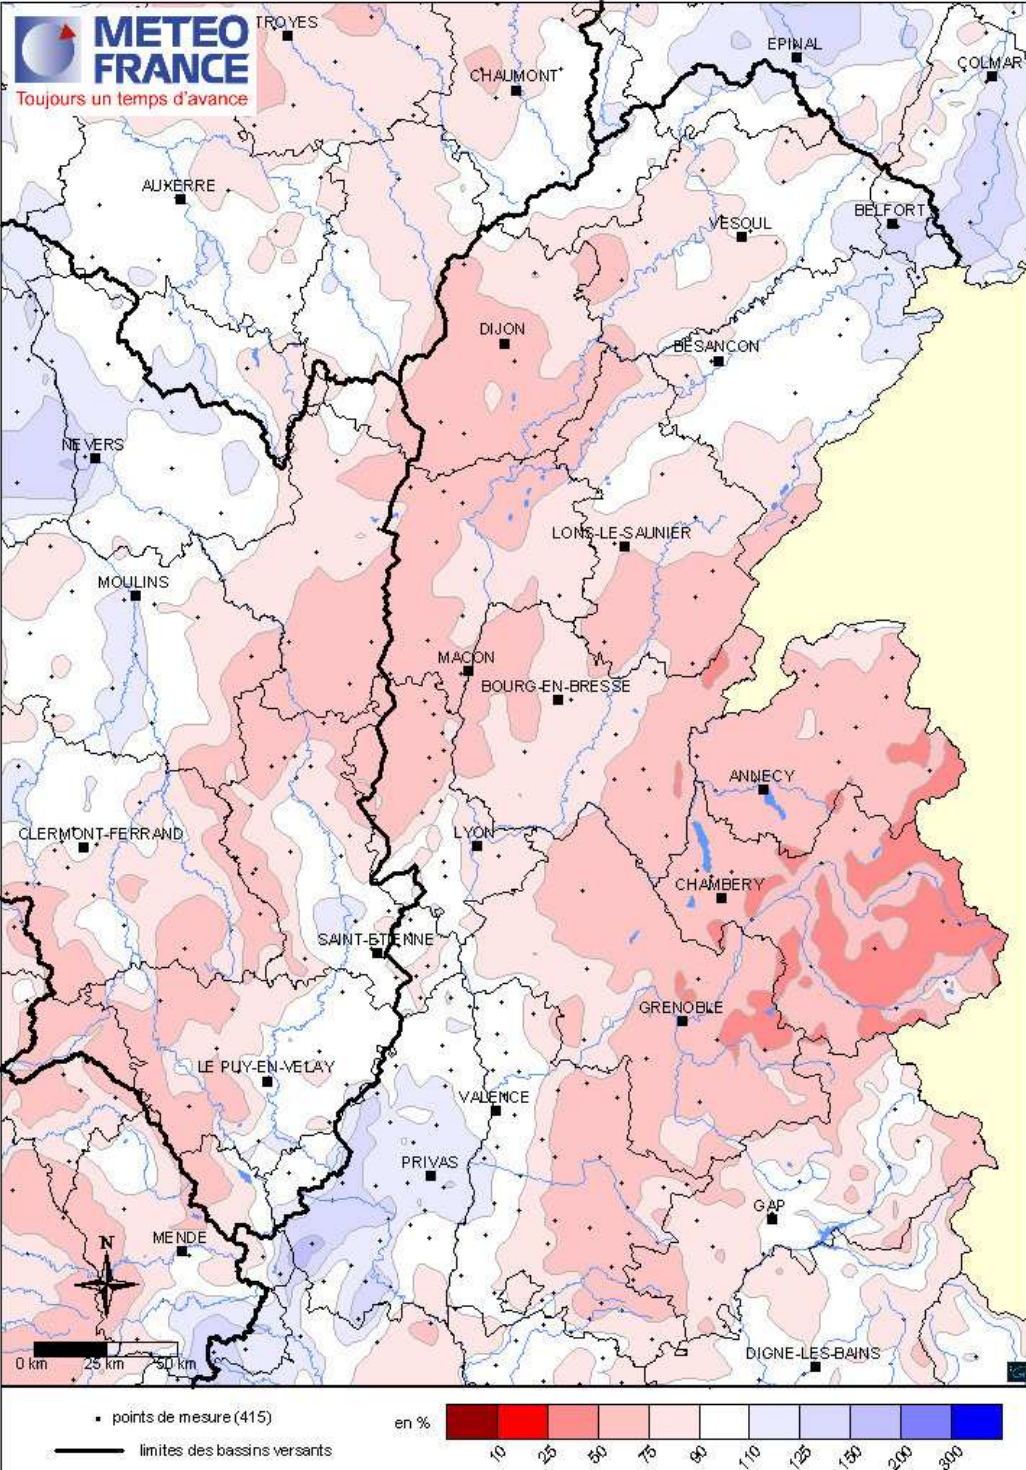 METEO
FRANCE
Toujours un temps d'avance
TROYES
EPINAL
COLMAR
CHAUMONT
AUXERRE
BELFORT
VESOUL
DIJON
BESANCON
NEVERS
LONS-LE-SAUNIER
MOULINS
MACON
BOURG-EN-BRESSE
ANNECY
CLERMONT-FERRAND
LYON
CHAMBERY
SAINT-ETIENNE
GRENOBLE
LE PUY-EN-VELAY
VALENCE
PRIVAS
GAP
MENDE
N
DIGNE-LES-BAINS
0 km 25 km 50 km
points de mesure (415)
limites des bassins versants
en %
10 25 50 75 90 110 125 150 200 300